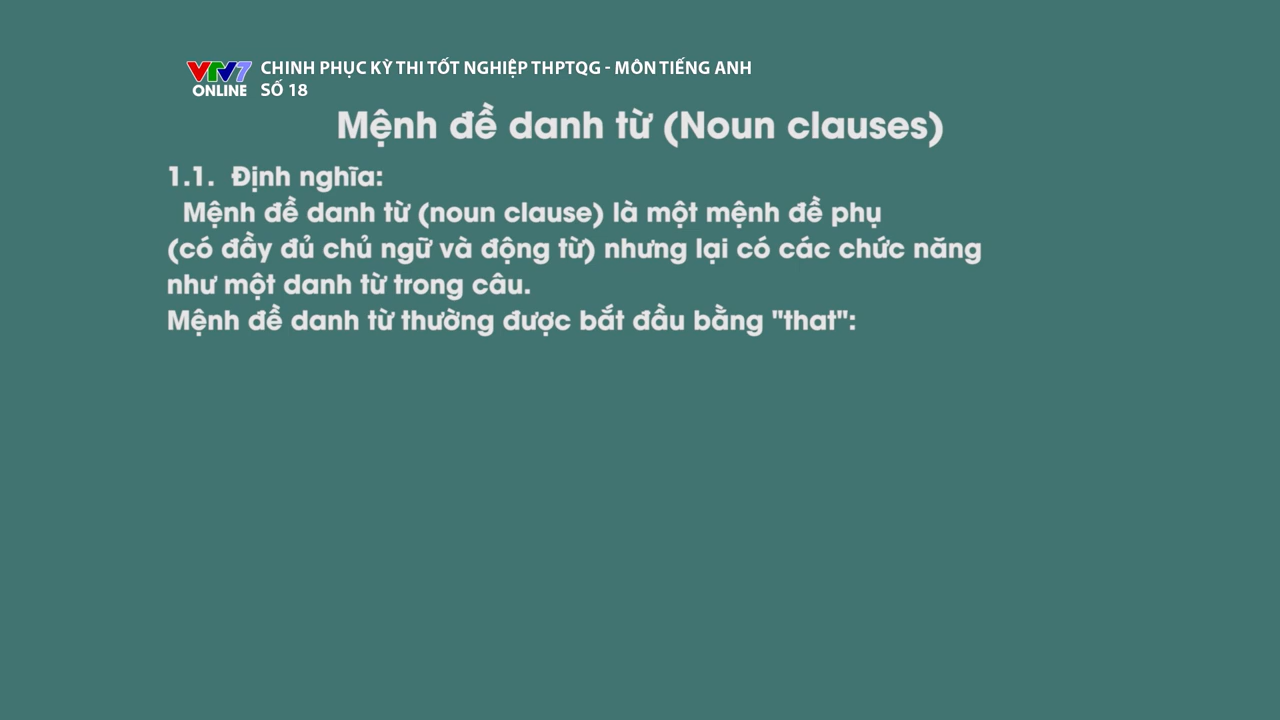 VTV7 ONLINE
CHINH PHỤC KỲ THI TỐT NGHIỆP THPTQG - MÔN TIẾNG ANH
SỐ 18
Mệnh đề danh từ (Noun clauses)
1.1. Định nghĩa:
Mệnh đề danh từ (noun clause) là một mệnh đề phụ
(có đầy đủ chủ ngữ và động từ) nhưng lại có các chức năng
như một danh từ trong câu.
Mệnh đề danh từ thường được bắt đầu bằng "that":